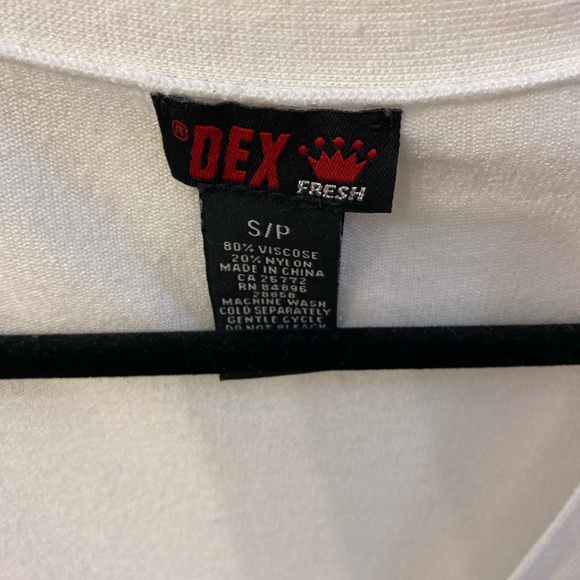 ® DEX
FRESH
S/P
80% VISCOSE
20% NYLON
MADE IN CHINA
CA 25772
RN 84896
28658
MACHINE WASH
COLD SEPARATELY
GENTLE CYCLE
DO NOT BLEACH